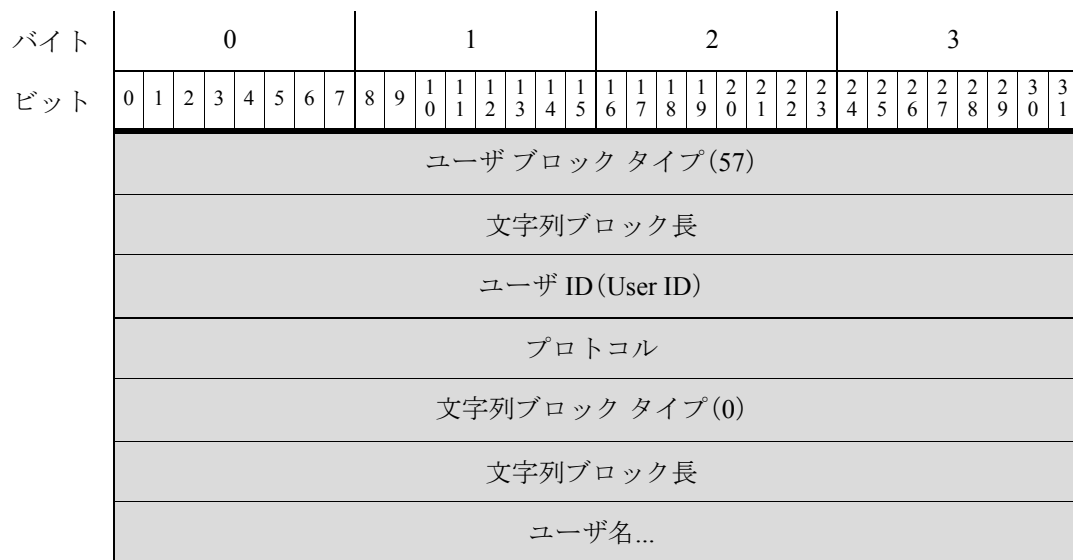 バイト 0 1 2 3
ビット 0 1 2 3 4 5 6 7 8 9 10 11 12 13 14 15 16 17 18 19 20 21 22 23 24 25 26 27 28 29 30 31
ユーザ ブロック タイプ(57)
文字列ブロック長
ユーザ ID(User ID)
プロトコル
文字列ブロック タイプ(0)
文字列ブロック長
ユーザ名...